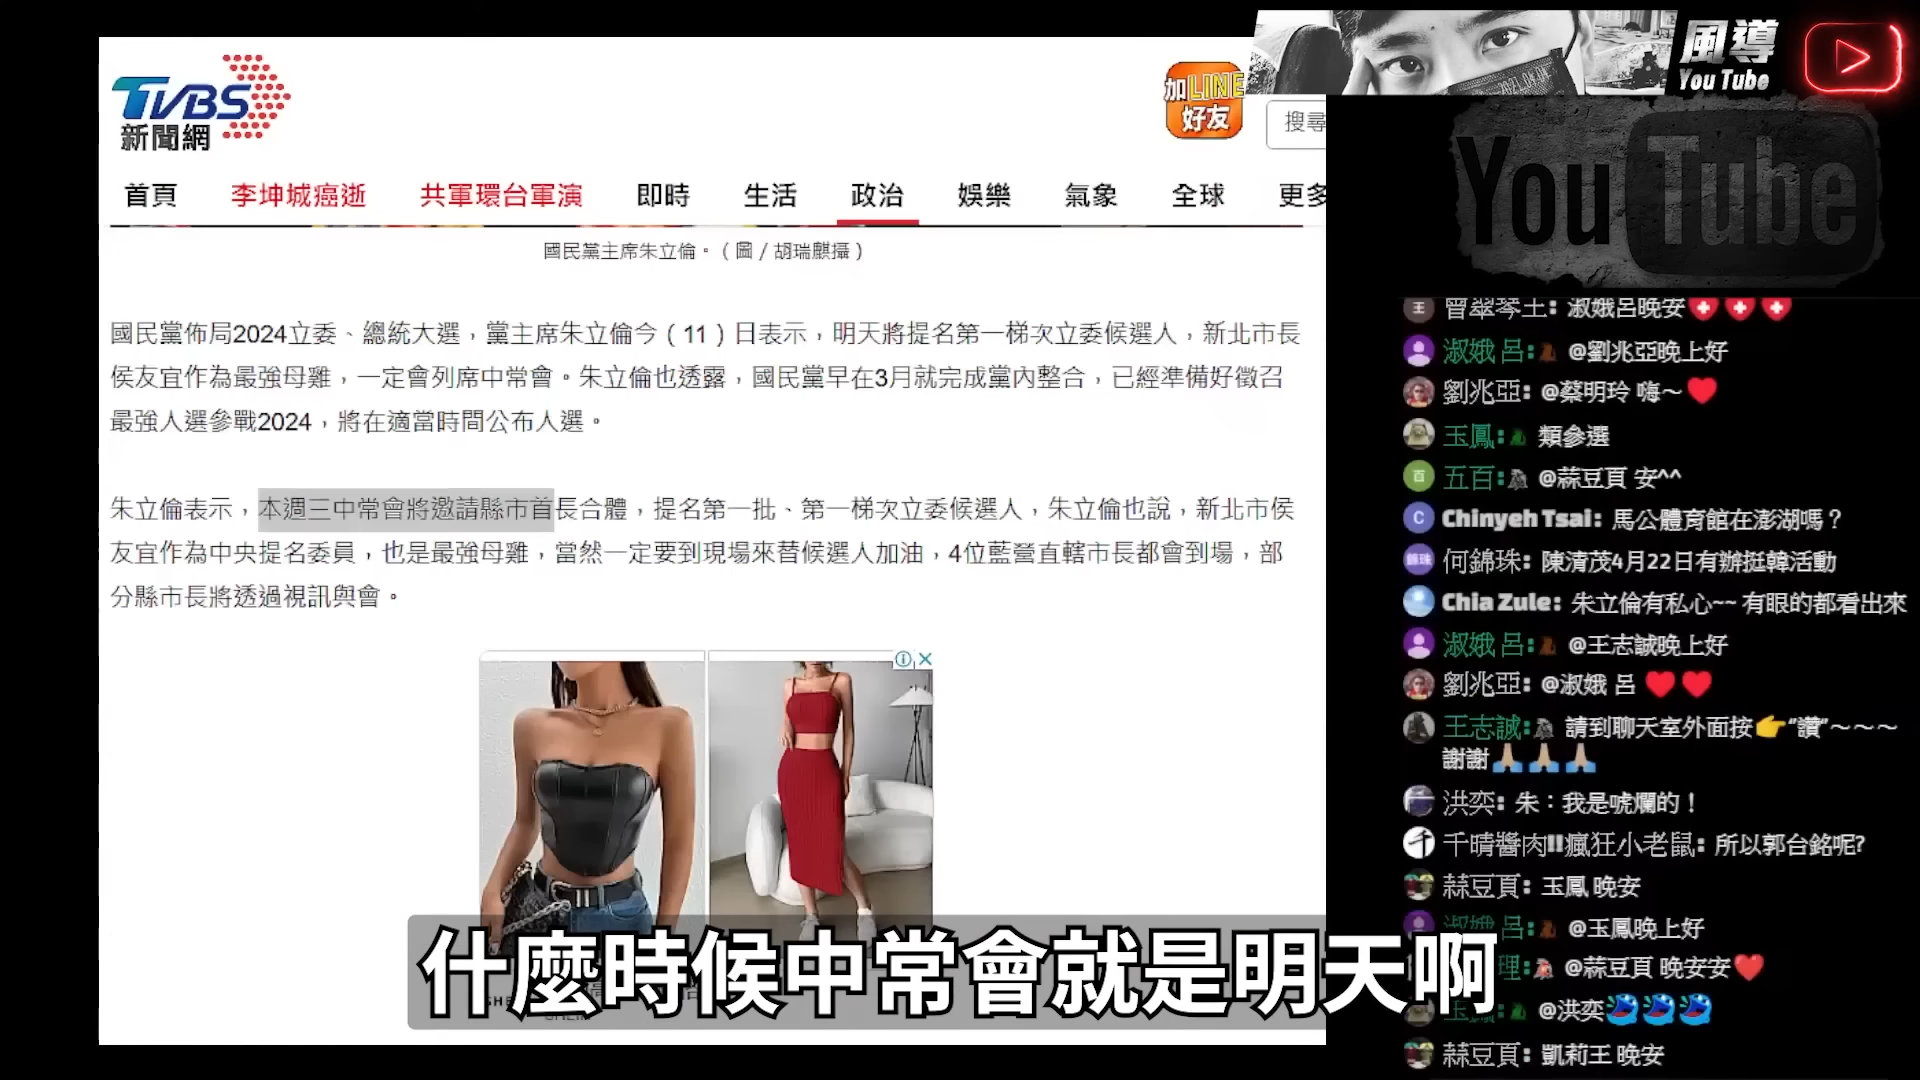 TVBS
新聞網
加LINE
好友
搜尋
風導
You Tube
YouTube
首頁 李坤城癌逝 共軍環台軍演 即時 生活 政治 娛樂 氣象 全球 更多
國民黨主席朱立倫。（圖/胡瑞麒攝）
國民黨佈局2024立委、總統大選，黨主席朱立倫今（11）日表示，明天將提名第一梯次立委候選人，新北市長
侯友宜作為最強母雞，一定會列席中常會。朱立倫也透露，國民黨早在3月就完成黨內整合，已經準備好徵召
最強人選參戰2024，將在適當時間公布人選。
朱立倫表示，本週三中常會將邀請縣市首長合體，提名第一批、第一梯次立委候選人，朱立倫也說，新北市侯
友宜作為中央提名委員，也是最強母雞，當然一定要到現場來替候選人加油，4位藍營直轄市長都會到場，部
分縣市長將透過視訊與會。
什麼時候中常會就是明天啊
曾翠琴王: 淑娥呂晚安
淑娥 呂: @劉兆亞晚上好
劉兆亞: @蔡明玲 嗨～❤
玉鳳: 類參選
五百: @蒜豆頁 安^^
Chinyeh Tsai: 馬公體育館在澎湖嗎？
何錦珠: 陳清茂4月22日有辦挺韓活動
Chia Zule: 朱立倫有私心~~ 有眼的都看出來
淑娥 呂: @王志誠晚上好
劉兆亞: @淑娥 呂 ❤❤
王志誠: 請到聊天室外面按👉“讚”～～～
謝謝🙏🙏🙏
洪奕: 朱：我是唬爛的！
千晴醬肉!!瘋狂小老鼠: 所以郭台銘呢?
蒜豆頁: 玉鳳 晚安
淑娥 呂: @玉鳳晚上好
理: @蒜豆頁 晚安安❤
玉鳳: @洪奕
蒜豆頁: 凱莉王 晚安